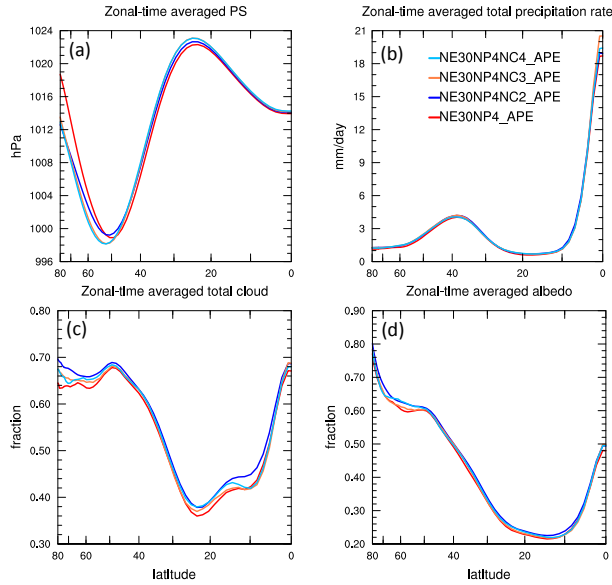 Zonal-time averaged PS
(a)
1024
1020
1016
1012
1008
1004
1000
996
hPa
80 60 40 20 0
Zonal-time averaged total precipitation rate
(b)
21
18
15
12
9
6
3
0
mm/day
NE30NP4NC4_APE
NE30NP4NC3_APE
NE30NP4NC2_APE
NE30NP4_APE
80 60 40 20 0
Zonal-time averaged total cloud
(c)
0.80
0.70
0.60
0.50
0.40
0.30
fraction
80 60 40 20 0
latitude
Zonal-time averaged albedo
(d)
0.90
0.80
0.70
0.60
0.50
0.40
0.30
0.20
fraction
80 60 40 20 0
latitude